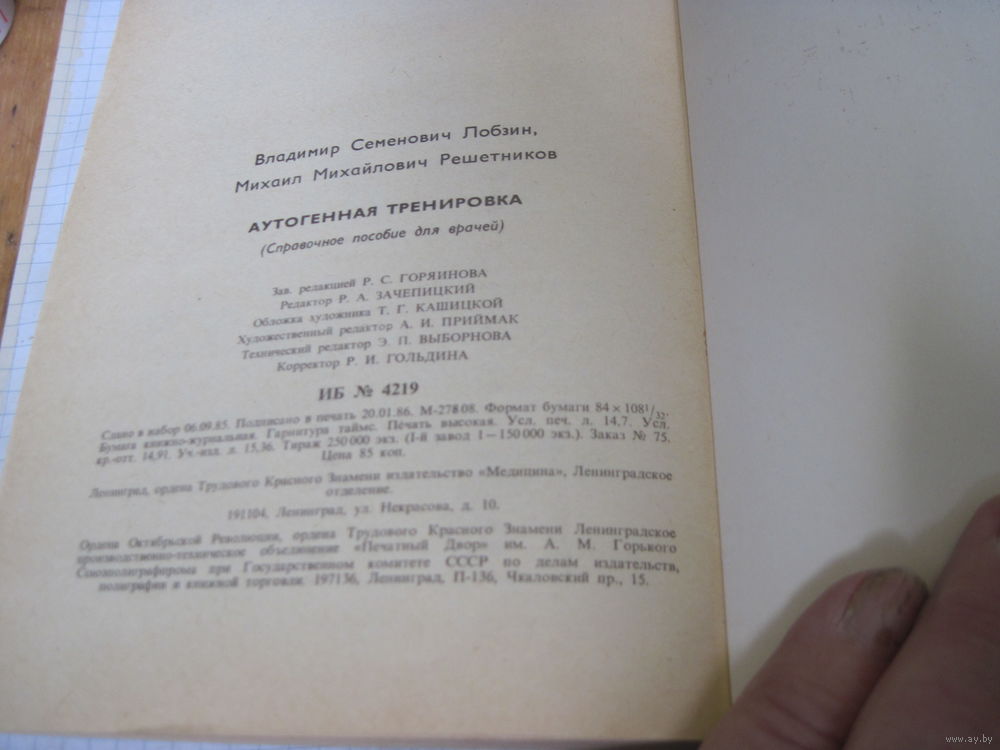 Владимир Семенович Лобзин,
Михаил Михайлович Решетников
АУТОГЕННАЯ ТРЕНИРОВКА
(Справочное пособие для врачей)
Зав. редакцией Р. С. ГОРЯИНОВА
Редактор Р. А. ЗАЧЕПИЦКИЙ
Обложка художника Т. Г. КАШИЦКОЙ
Художественный редактор А. И. ПРИЙМАК
Технический редактор Э. П. ВЫБОРНОВА
Корректор Р. И. ГОЛЬДИНА
ИБ № 4219
Сдано в набор 06.09.85. Подписано в печать 20.01.86. М-27808. Формат бумаги 84×108¹/₃₂.
Бумага книжно-журнальная. Гарнитура таймс. Печать высокая. Усл. печ. л. 14,7. Усл.
кр.-отт. 14,91. Уч.-изд. л. 15,36. Тираж 250 000 экз. (I-й завод 1—150 000 экз.). Заказ № 75.
Цена 85 коп.
Ленинград, ордена Трудового Красного Знамени издательство «Медицина», Ленинградское
отделение.
191104, Ленинград, ул. Некрасова, д. 10.
Ордена Октябрьской Революции, ордена Трудового Красного Знамени Ленинградское
производственно-техническое объединение «Печатный Двор» им. А. М. Горького
Союзполиграфпрома при Государственном комитете СССР по делам издательств,
полиграфии и книжной торговли. 197136, Ленинград, П-136, Чкаловский пр., 15.
www.ay.by